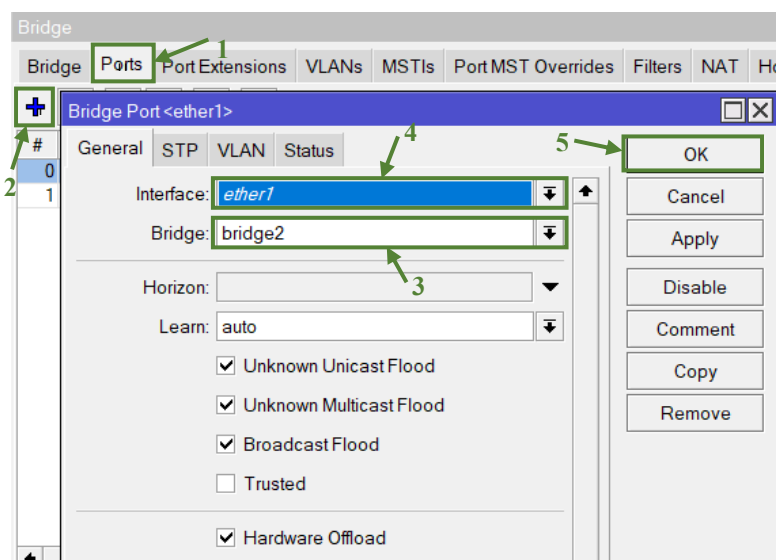 Bridge
1
Bridge Ports Port Extensions VLANs MSTIs Port MST Overrides Filters NAT
Bridge Port <ether1>
#
General STP VLAN Status
4
5
OK
0
2
1
Interface: ether1
Cancel
Bridge: bridge2
Apply
3
Horizon:
Disable
Learn: auto
Comment
Unknown Unicast Flood
Copy
Unknown Multicast Flood
Remove
Broadcast Flood
Trusted
Hardware Offload